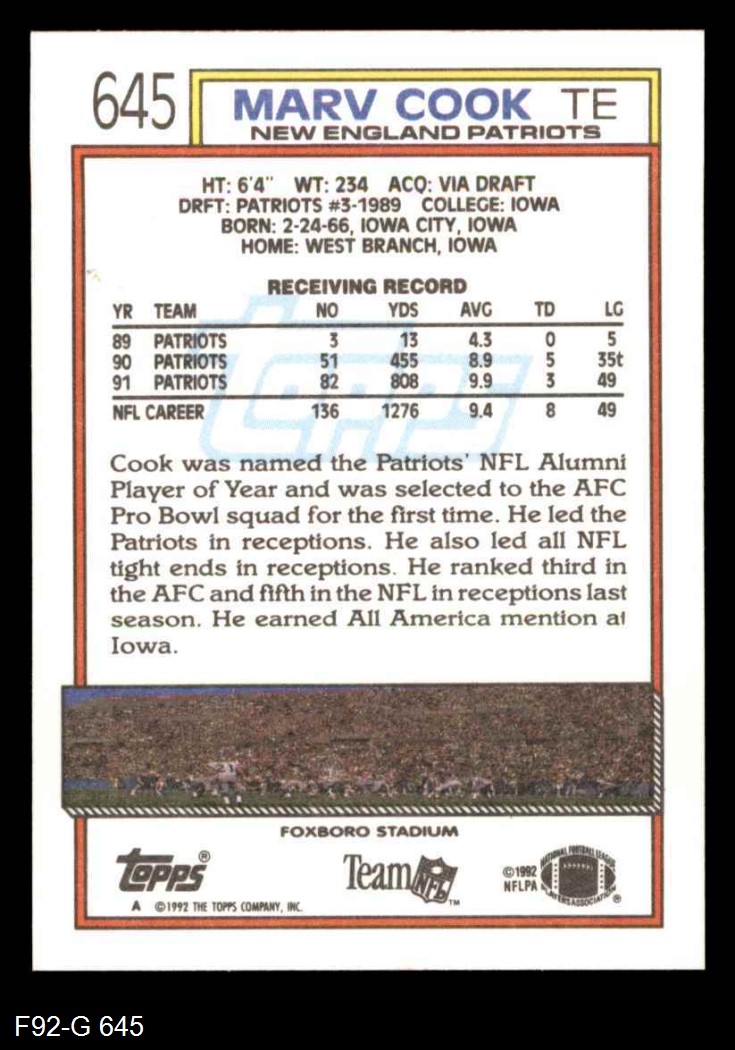 645 MARV COOK TE
NEW ENGLAND PATRIOTS
HT: 6'4" WT: 234 ACQ: VIA DRAFT
DRFT: PATRIOTS #3-1989 COLLEGE: IOWA
BORN: 2-24-66, IOWA CITY, IOWA
HOME: WEST BRANCH, IOWA
RECEIVING RECORD
YR TEAM NO YDS AVG TD LG
89 PATRIOTS 3 13 4.3 0 5
90 PATRIOTS 51 455 8.9 5 35t
91 PATRIOTS 82 808 9.9 3 49
NFL CAREER 136 1276 9.4 8 49
topps
Cook was named the Patriots' NFL Alumni
Player of Year and was selected to the AFC
Pro Bowl squad for the first time. He led the
Patriots in receptions. He also led all NFL
tight ends in receptions. He ranked third in
the AFC and fifth in the NFL in receptions last
season. He earned All America mention at
Iowa.
FOXBORO STADIUM
topps®
Team NFL™
©1992
NFLPA
NATIONAL FOOTBALL LEAGUE
PLAYERS ASSOCIATION ®
A ©1992 THE TOPPS COMPANY, INC.
F92-G 645